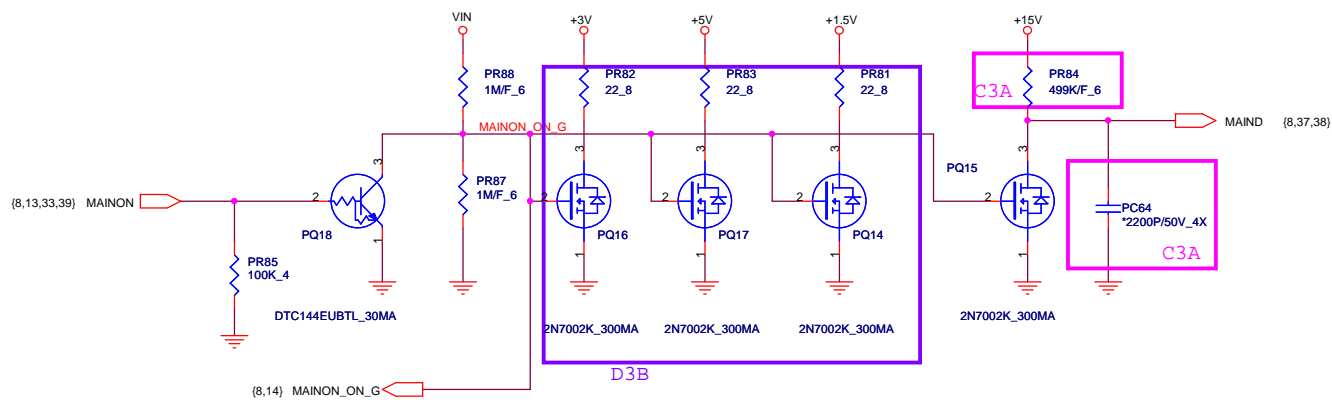 VIN
+3V
+5V
+1.5V
+15V
PR88
1M/F_6
PR82
22_8
PR83
22_8
PR81
22_8
PR84
499K/F_6
C3A
MAINON_ON_G
MAIND {8,37,38}
3
3
3
3
3
PR87
1M/F_6
PQ15
{8,13,33,39} MAINON
2
2
2
2
2
PC64
*2200P/50V_4X
PQ18
PQ16
PQ17
PQ14
1
1
1
1
1
C3A
PR85
100K_4
DTC144EUBTL_30MA
2N7002K_300MA
2N7002K_300MA
2N7002K_300MA
2N7002K_300MA
D3B
{8,14} MAINON_ON_G